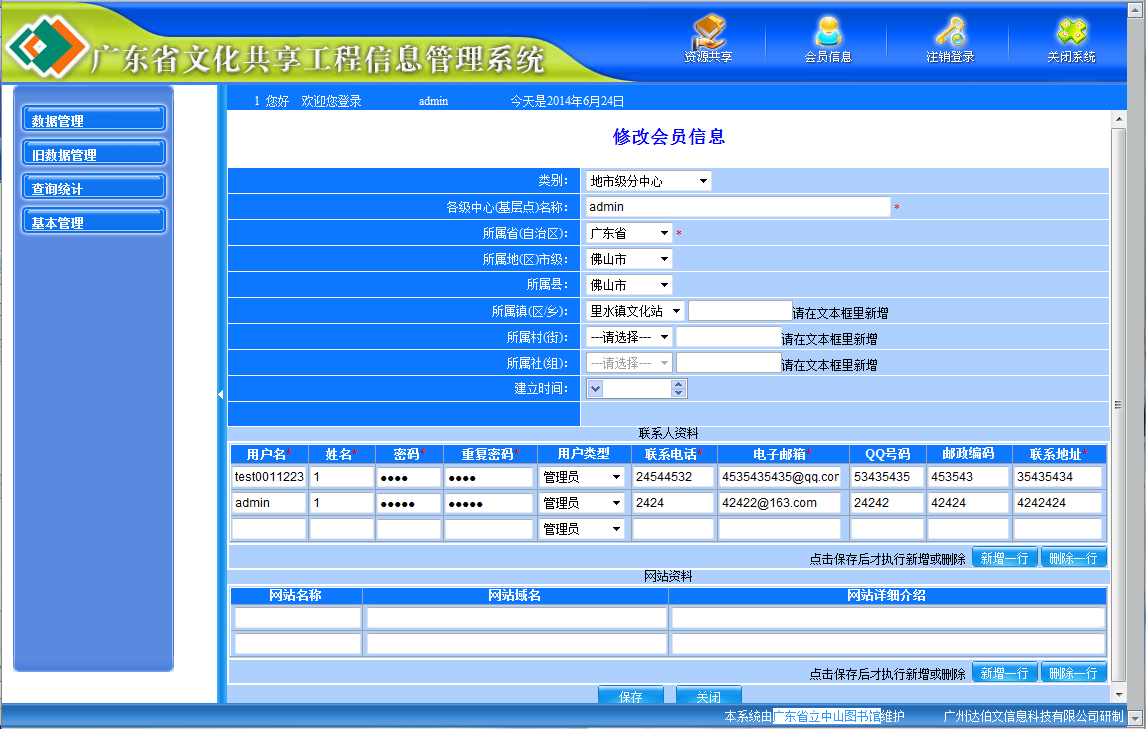 广东省文化共享工程信息管理系统
资源共享 会员信息 注销登录 关闭系统
1 您好 欢迎您登录 admin 今天是2014年6月24日
数据管理
旧数据管理
查询统计
基本管理
修改会员信息
类别： 地市级分中心
各级中心(基层点)名称： admin *
所属省(自治区)： 广东省 *
所属地(区)市级： 佛山市
所属县： 佛山市
所属镇(区/乡)： 里水镇文化站 请在文本框里新增
所属村(街)： ---请选择--- 请在文本框里新增
所属社(组)： ---请选择--- 请在文本框里新增
建立时间：
联系人资料
用户名* 姓名* 密码* 重复密码* 用户类型 联系电话* 电子邮箱* QQ号码 邮政编码 联系地址*
test0011223 1 ●●●● ●●●● 管理员 24544532 4535435435@qq.cor 53435435 453543 35435434
admin 1 ●●●●● ●●●●● 管理员 2424 42422@163.com 24242 42424 4242424
管理员
点击保存后才执行新增或删除 新增一行 删除一行
网站资料
网站名称 网站域名 网站详细介绍
点击保存后才执行新增或删除 新增一行 删除一行
保存 关闭
本系统由广东省立中山图书馆维护 广州达伯文信息科技有限公司研制